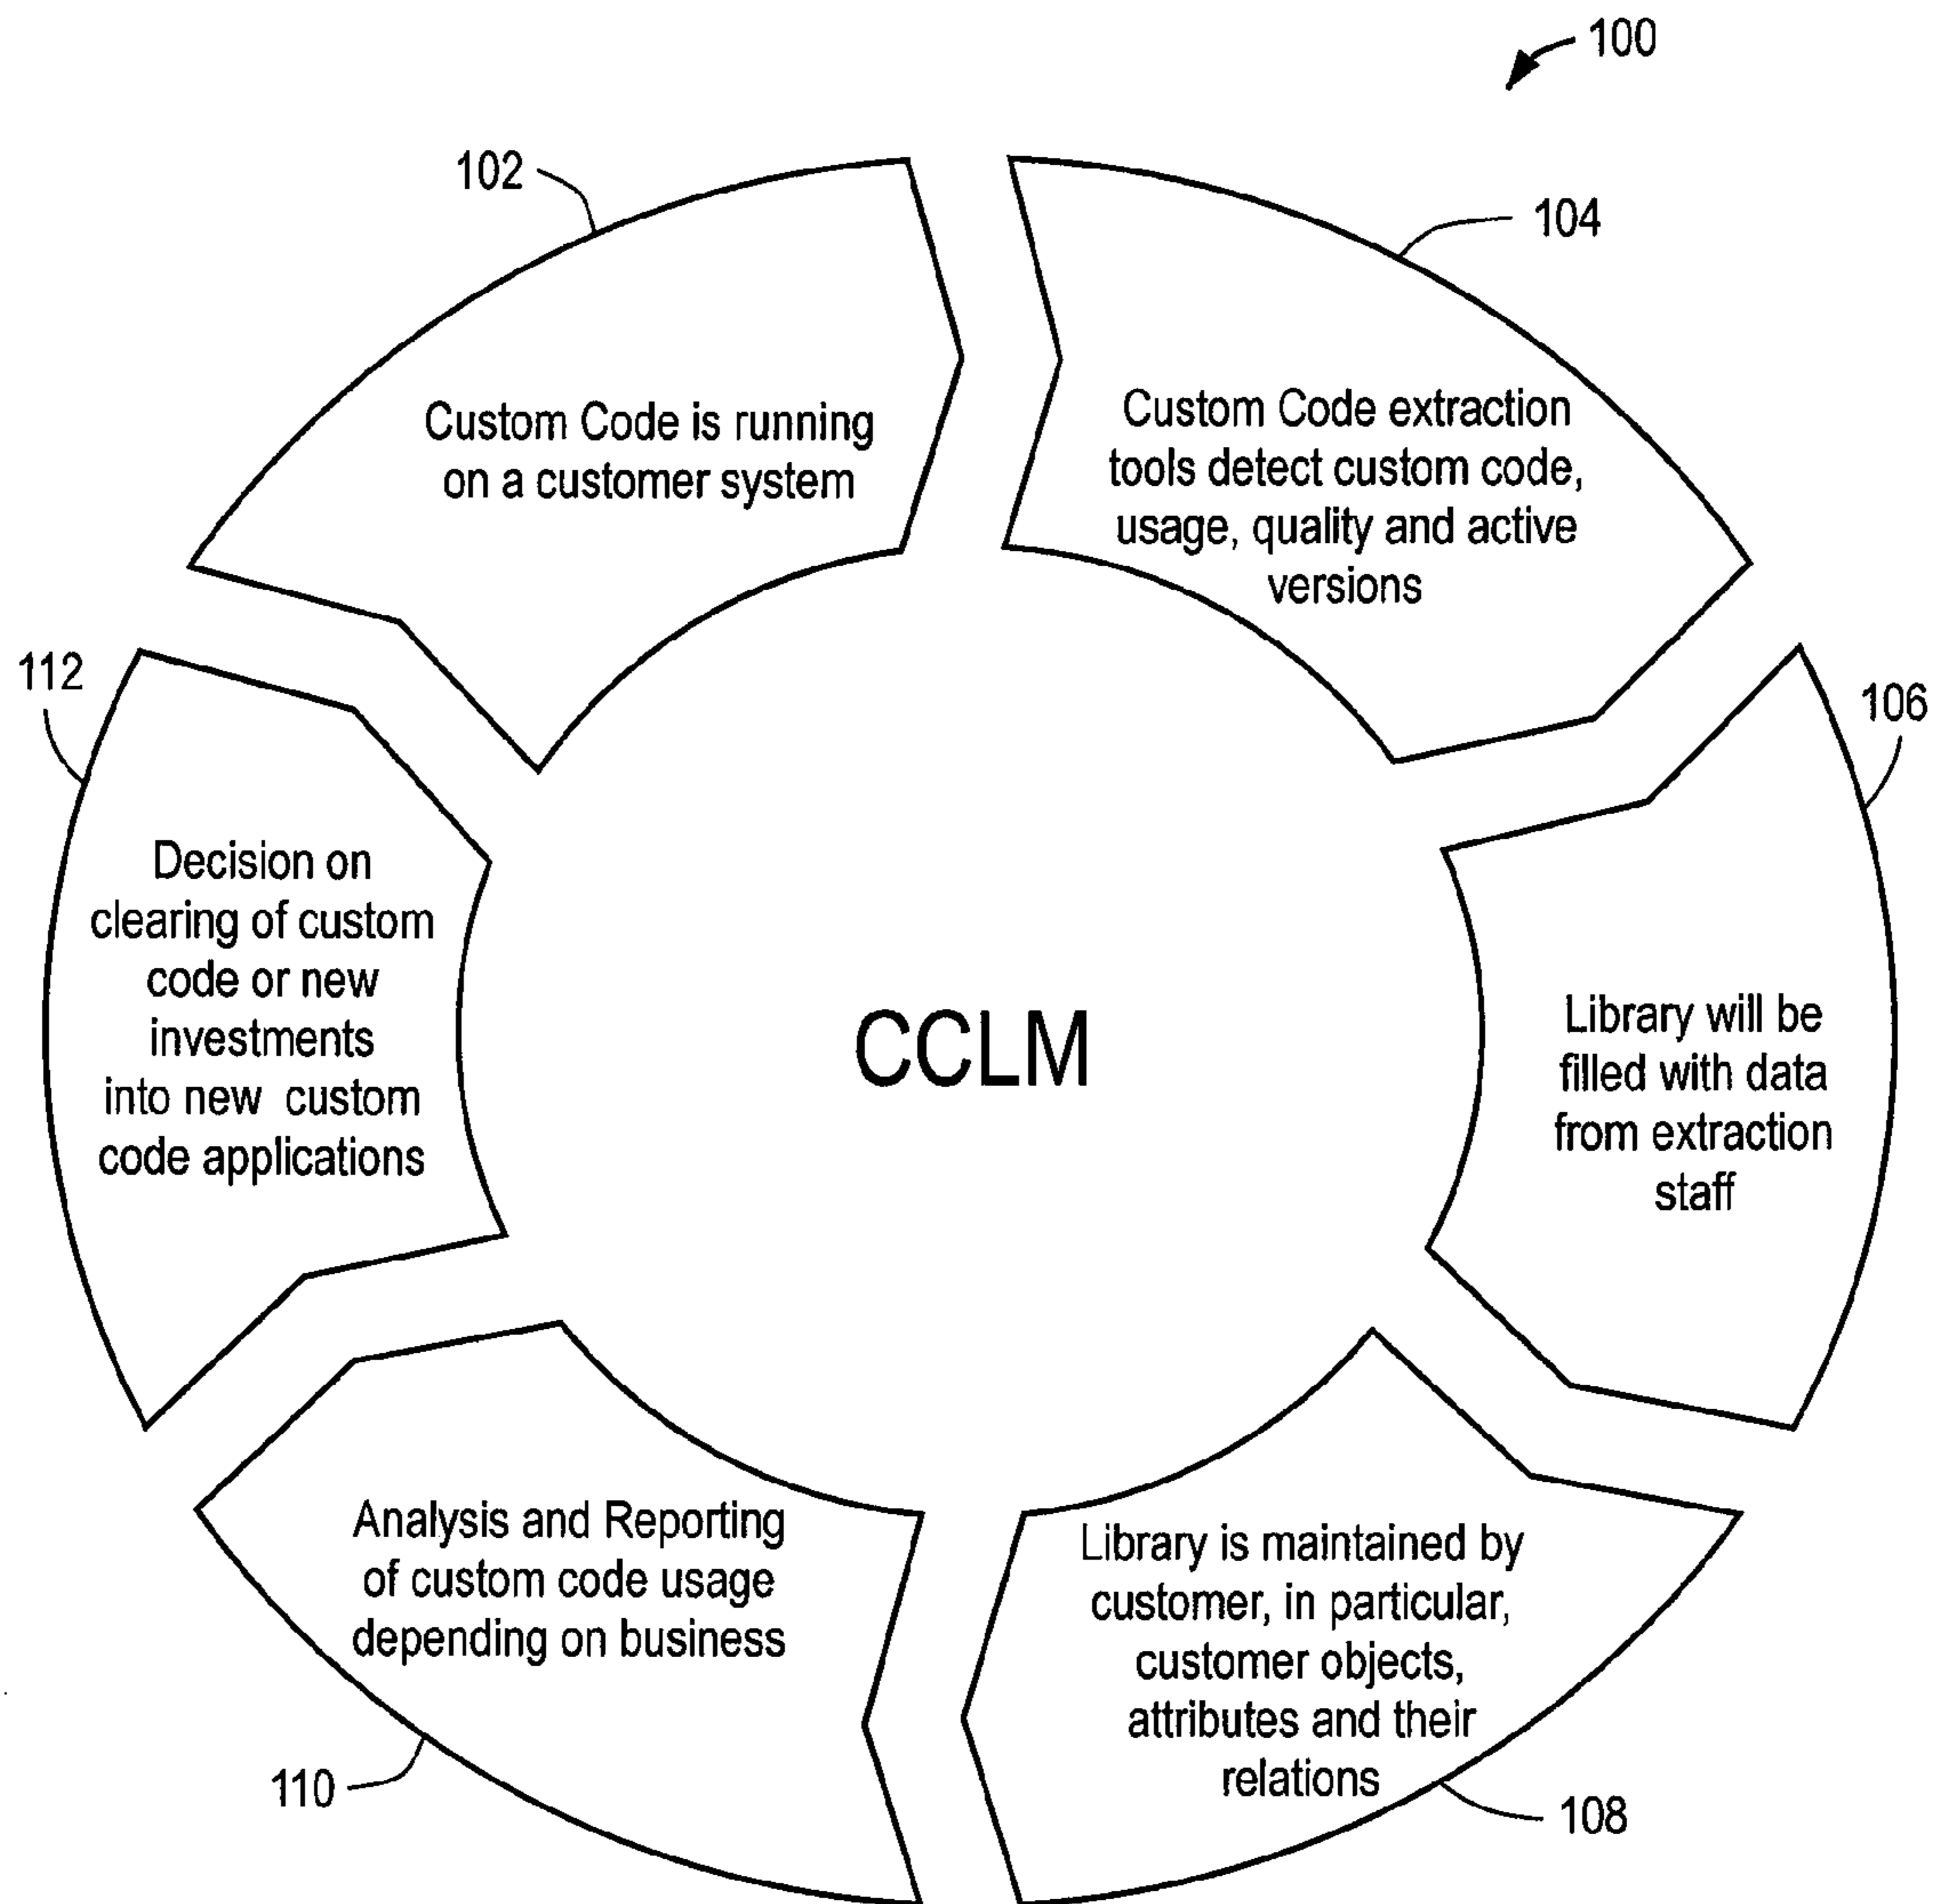 100
102
Custom Code is running
on a customer system
104
Custom Code extraction
tools detect custom code,
usage, quality and active
versions
106
Library will be
filled with data
from extraction
staff
108
Library is maintained by
customer, in particular,
customer objects,
attributes and their
relations
110
Analysis and Reporting
of custom code usage
depending on business
112
Decision on
clearing of custom
code or new
investments
into new custom
code applications
CCLM